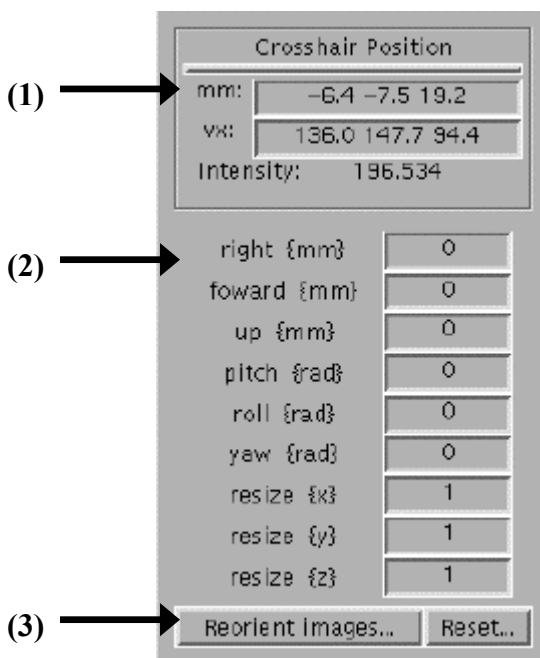 Crosshair Position
(1) mm: -6.4 -7.5 19.2
vx: 136.0 147.7 94.4
Intensity: 196.534
(2) right {mm} 0
foward {mm} 0
up {mm} 0
pitch {rad} 0
roll {rad} 0
yaw {rad} 0
resize {x} 1
resize {y} 1
resize {z} 1
(3) Reorient images... Reset...